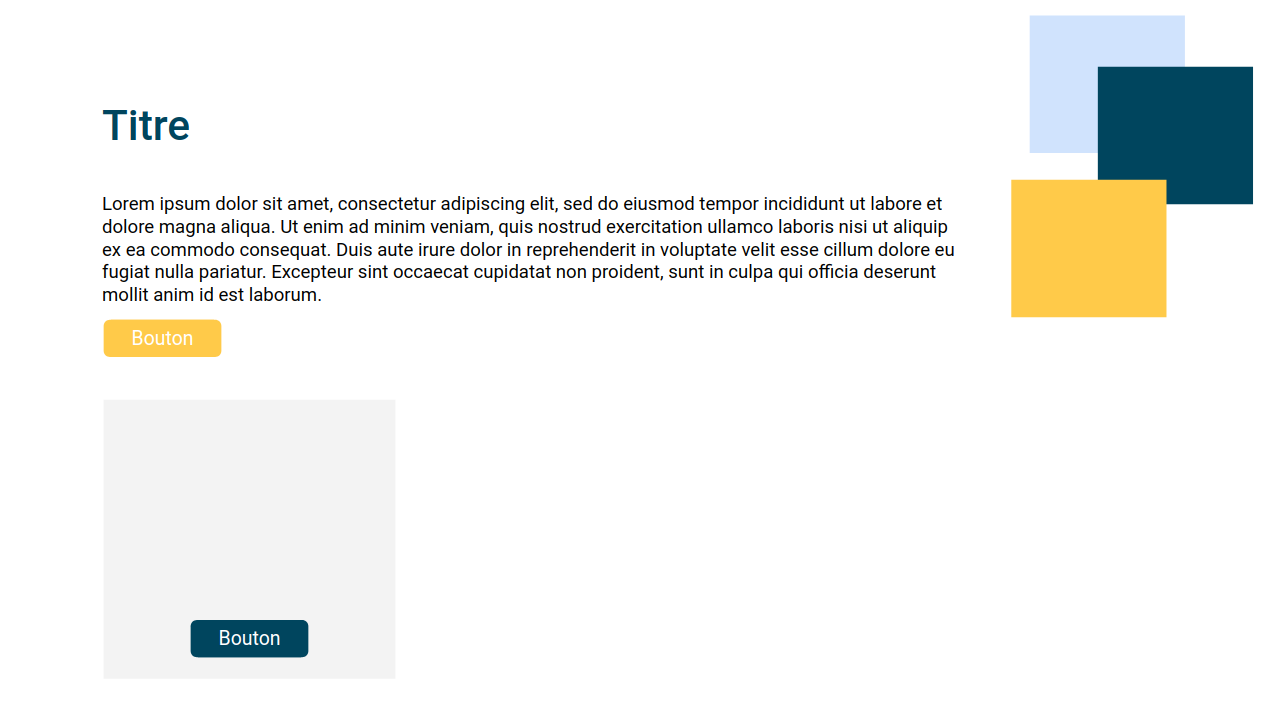 Titre
Lorem ipsum dolor sit amet, consectetur adipiscing elit, sed do eiusmod tempor incididunt ut labore et
dolore magna aliqua. Ut enim ad minim veniam, quis nostrud exercitation ullamco laboris nisi ut aliquip
ex ea commodo consequat. Duis aute irure dolor in reprehenderit in voluptate velit esse cillum dolore eu
fugiat nulla pariatur. Excepteur sint occaecat cupidatat non proident, sunt in culpa qui officia deserunt
mollit anim id est laborum.
Bouton
Bouton